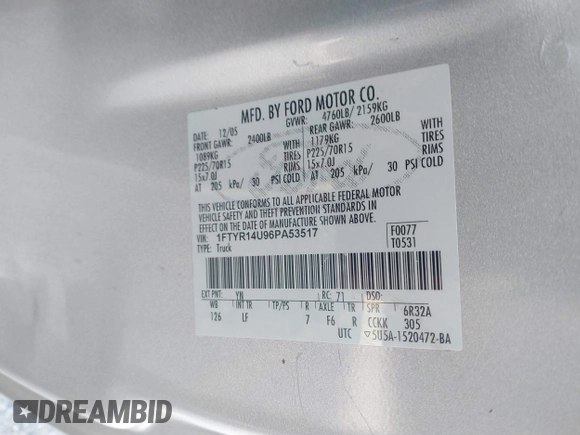 MFD. BY FORD MOTOR CO.
DATE: 12/05 GVWR: 4760LB/ 2159KG
FRONT GAWR: 2400LB REAR GAWR: 2600LB
1089KG WITH 1179KG WITH
P225/70R15 TIRES P225/70R15 TIRES
15x7.0J RIMS 15x7.0J RIMS
AT 205 kPa/ 30 PSI COLD AT 205 kPa/ 30 PSI COLD
THIS VEHICLE CONFORMS TO ALL APPLICABLE FEDERAL MOTOR
VEHICLE SAFETY AND THEFT PREVENTION STANDARDS IN
EFFECT ON THE DATE OF MANUFACTURE SHOWN ABOVE.
VIN: 1FTYR14U96PA53517 F0077
TYPE: Truck T0531
EXT PNT: YN RC: 71 DSO:
WB INT TR TP/PS R AXLE TR SPR 6R32A
126 LF 7 F6 R CCKK 305
UTC 5U5A-1520472-BA
DREAMBID